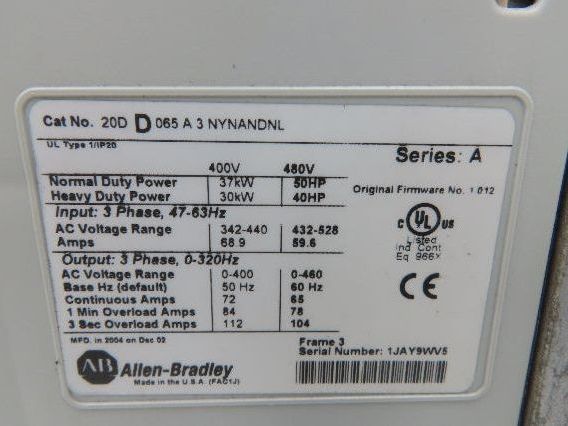 Cat No. 20D D 065 A 3 NYNANDNL
UL Type 1/IP20
Series: A
400V 480V
Normal Duty Power 37kW 50HP
Heavy Duty Power 30kW 40HP
Original Firmware No. 1.012
Input: 3 Phase, 47-63Hz
AC Voltage Range 342-440 432-528
Amps 68.9 59.6
C UL US
Listed
Ind Cont
Eq 966X
Output: 3 Phase, 0-320Hz
AC Voltage Range 0-400 0-460
Base Hz (default) 50 Hz 60 Hz
Continuous Amps 72 65
1 Min Overload Amps 84 78
3 Sec Overload Amps 112 104
CE
MFD. in 2004 on Dec 02
Frame 3
Serial Number: 1JAY9WV5
AB Allen-Bradley
Made in the U.S.A. (FAC1J)